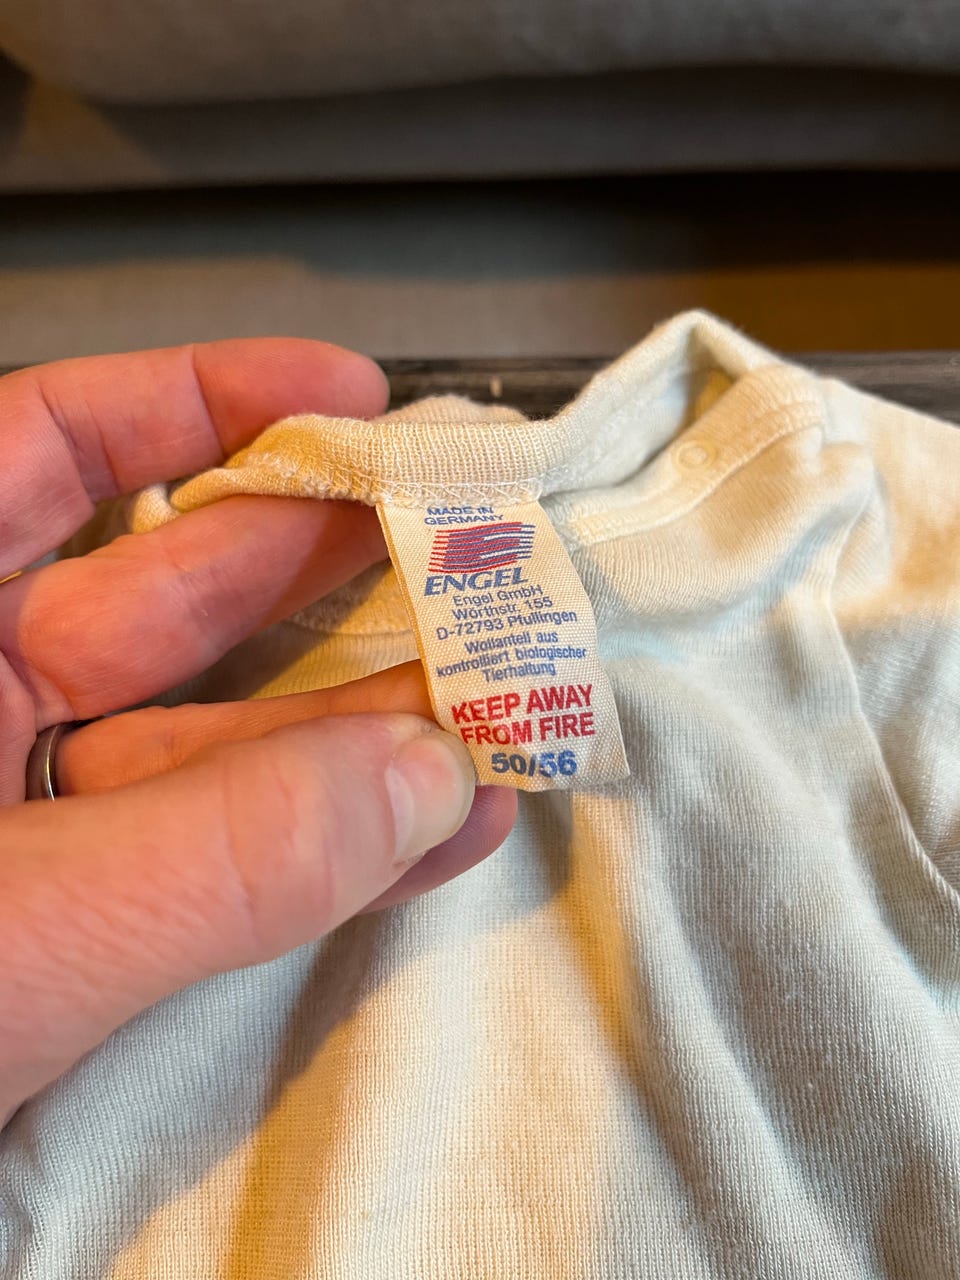 MADE IN
GERMANY
ENGEL
Engel GmbH
Wörthstr. 155
D-72793 Pfullingen
Wollanteil aus
kontrolliert biologischer
Tierhaltung
KEEP AWAY
FROM FIRE
50/56